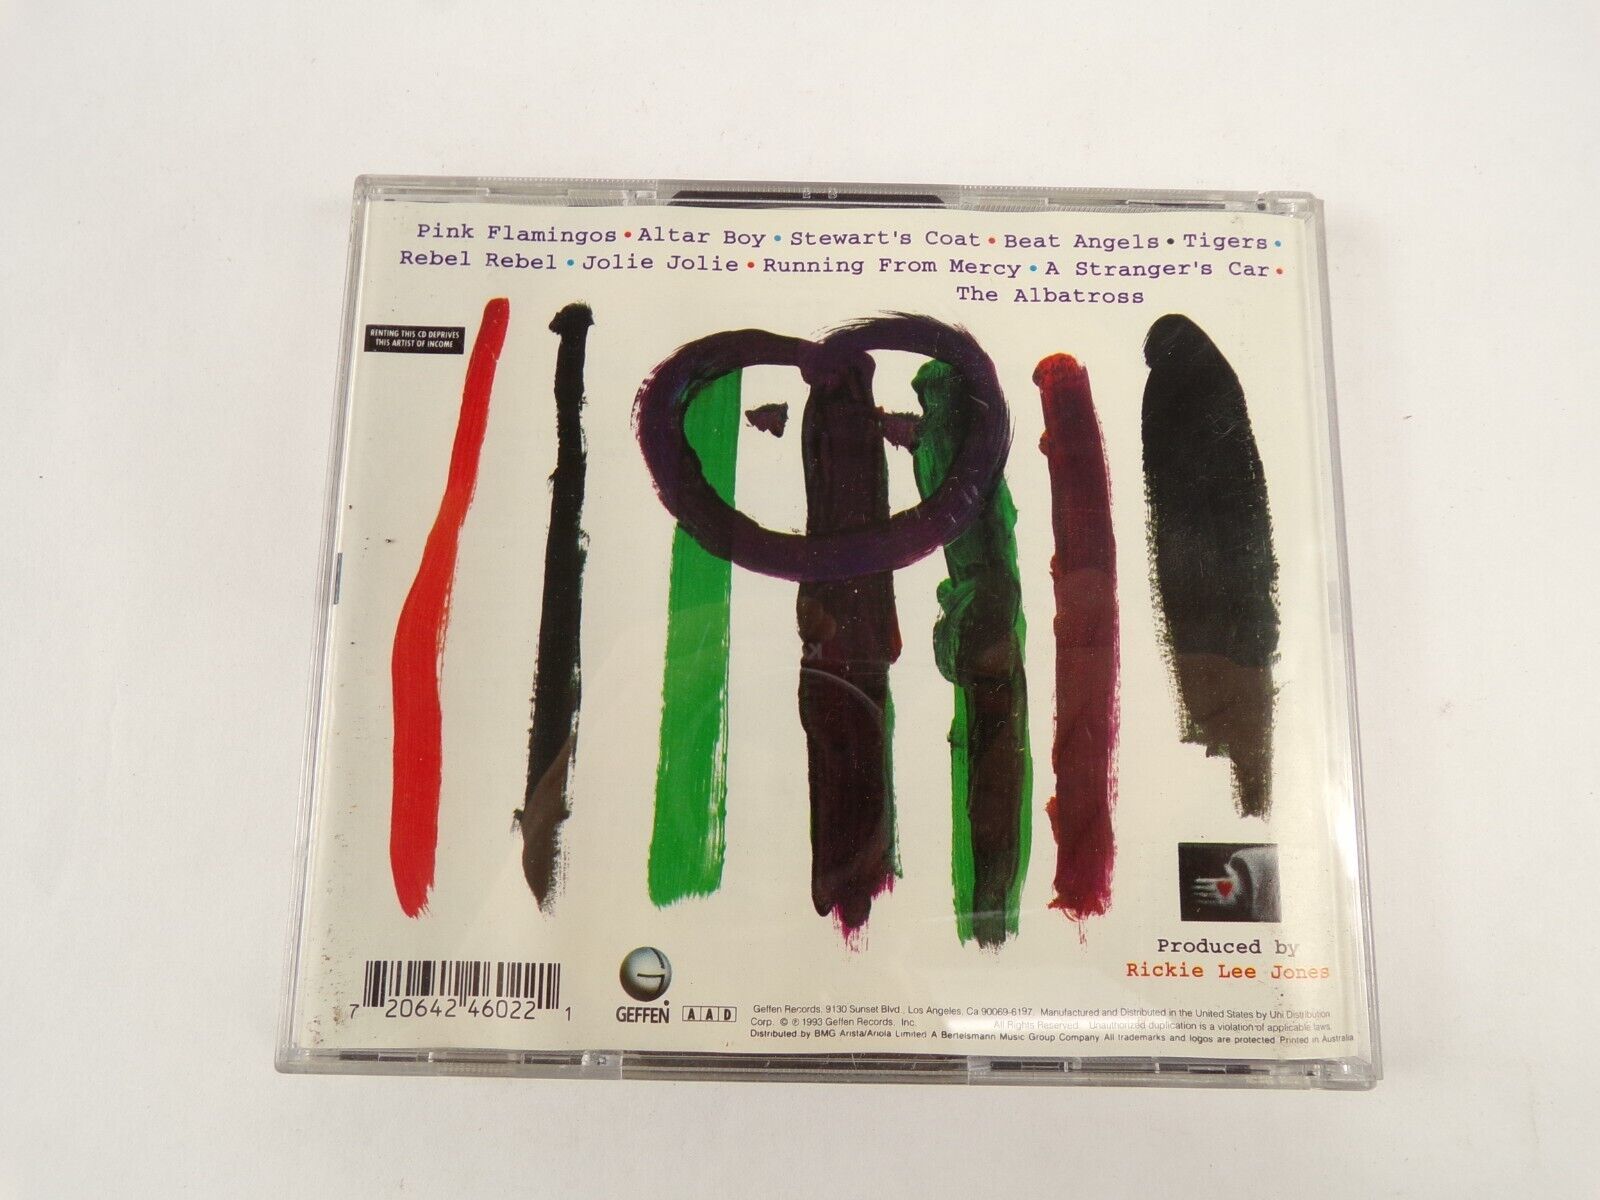 Pink Flamingos • Altar Boy • Stewart's Coat • Beat Angels • Tigers •
Rebel Rebel • Jolie Jolie • Running From Mercy • A Stranger's Car •
The Albatross
RENTING THIS CD DEPRIVES
THIS ARTIST OF INCOME
Produced by
Rickie Lee Jones
7 20642 46022 1
GEFFEN
AAD
Geffen Records, 9130 Sunset Blvd., Los Angeles, Ca 90069-6197. Manufactured and Distributed in the United States by Uni Distribution
Corp. © ℗ 1993 Geffen Records, Inc. All Rights Reserved. Unauthorized duplication is a violation of applicable laws.
Distributed by BMG Arista/Ariola Limited A Bertelsmann Music Group Company All trademarks and logos are protected Printed in Australia